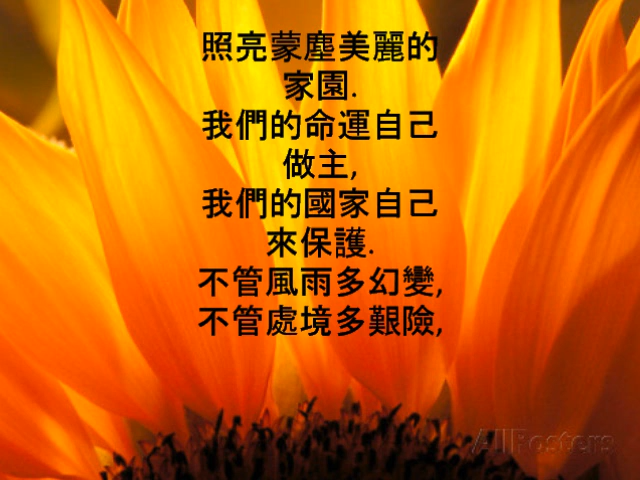 照亮蒙塵美麗的
家園.
我們的命運自己
做主,
我們的國家自己
來保護.
不管風雨多幻變,
不管處境多艱險,
AllPosters